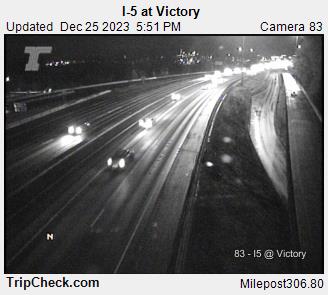 I-5 at Victory
Updated Dec 25 2023 5:51 PM Camera 83
T
N
83 - I5 @ Victory
TripCheck.com Milepost306.80